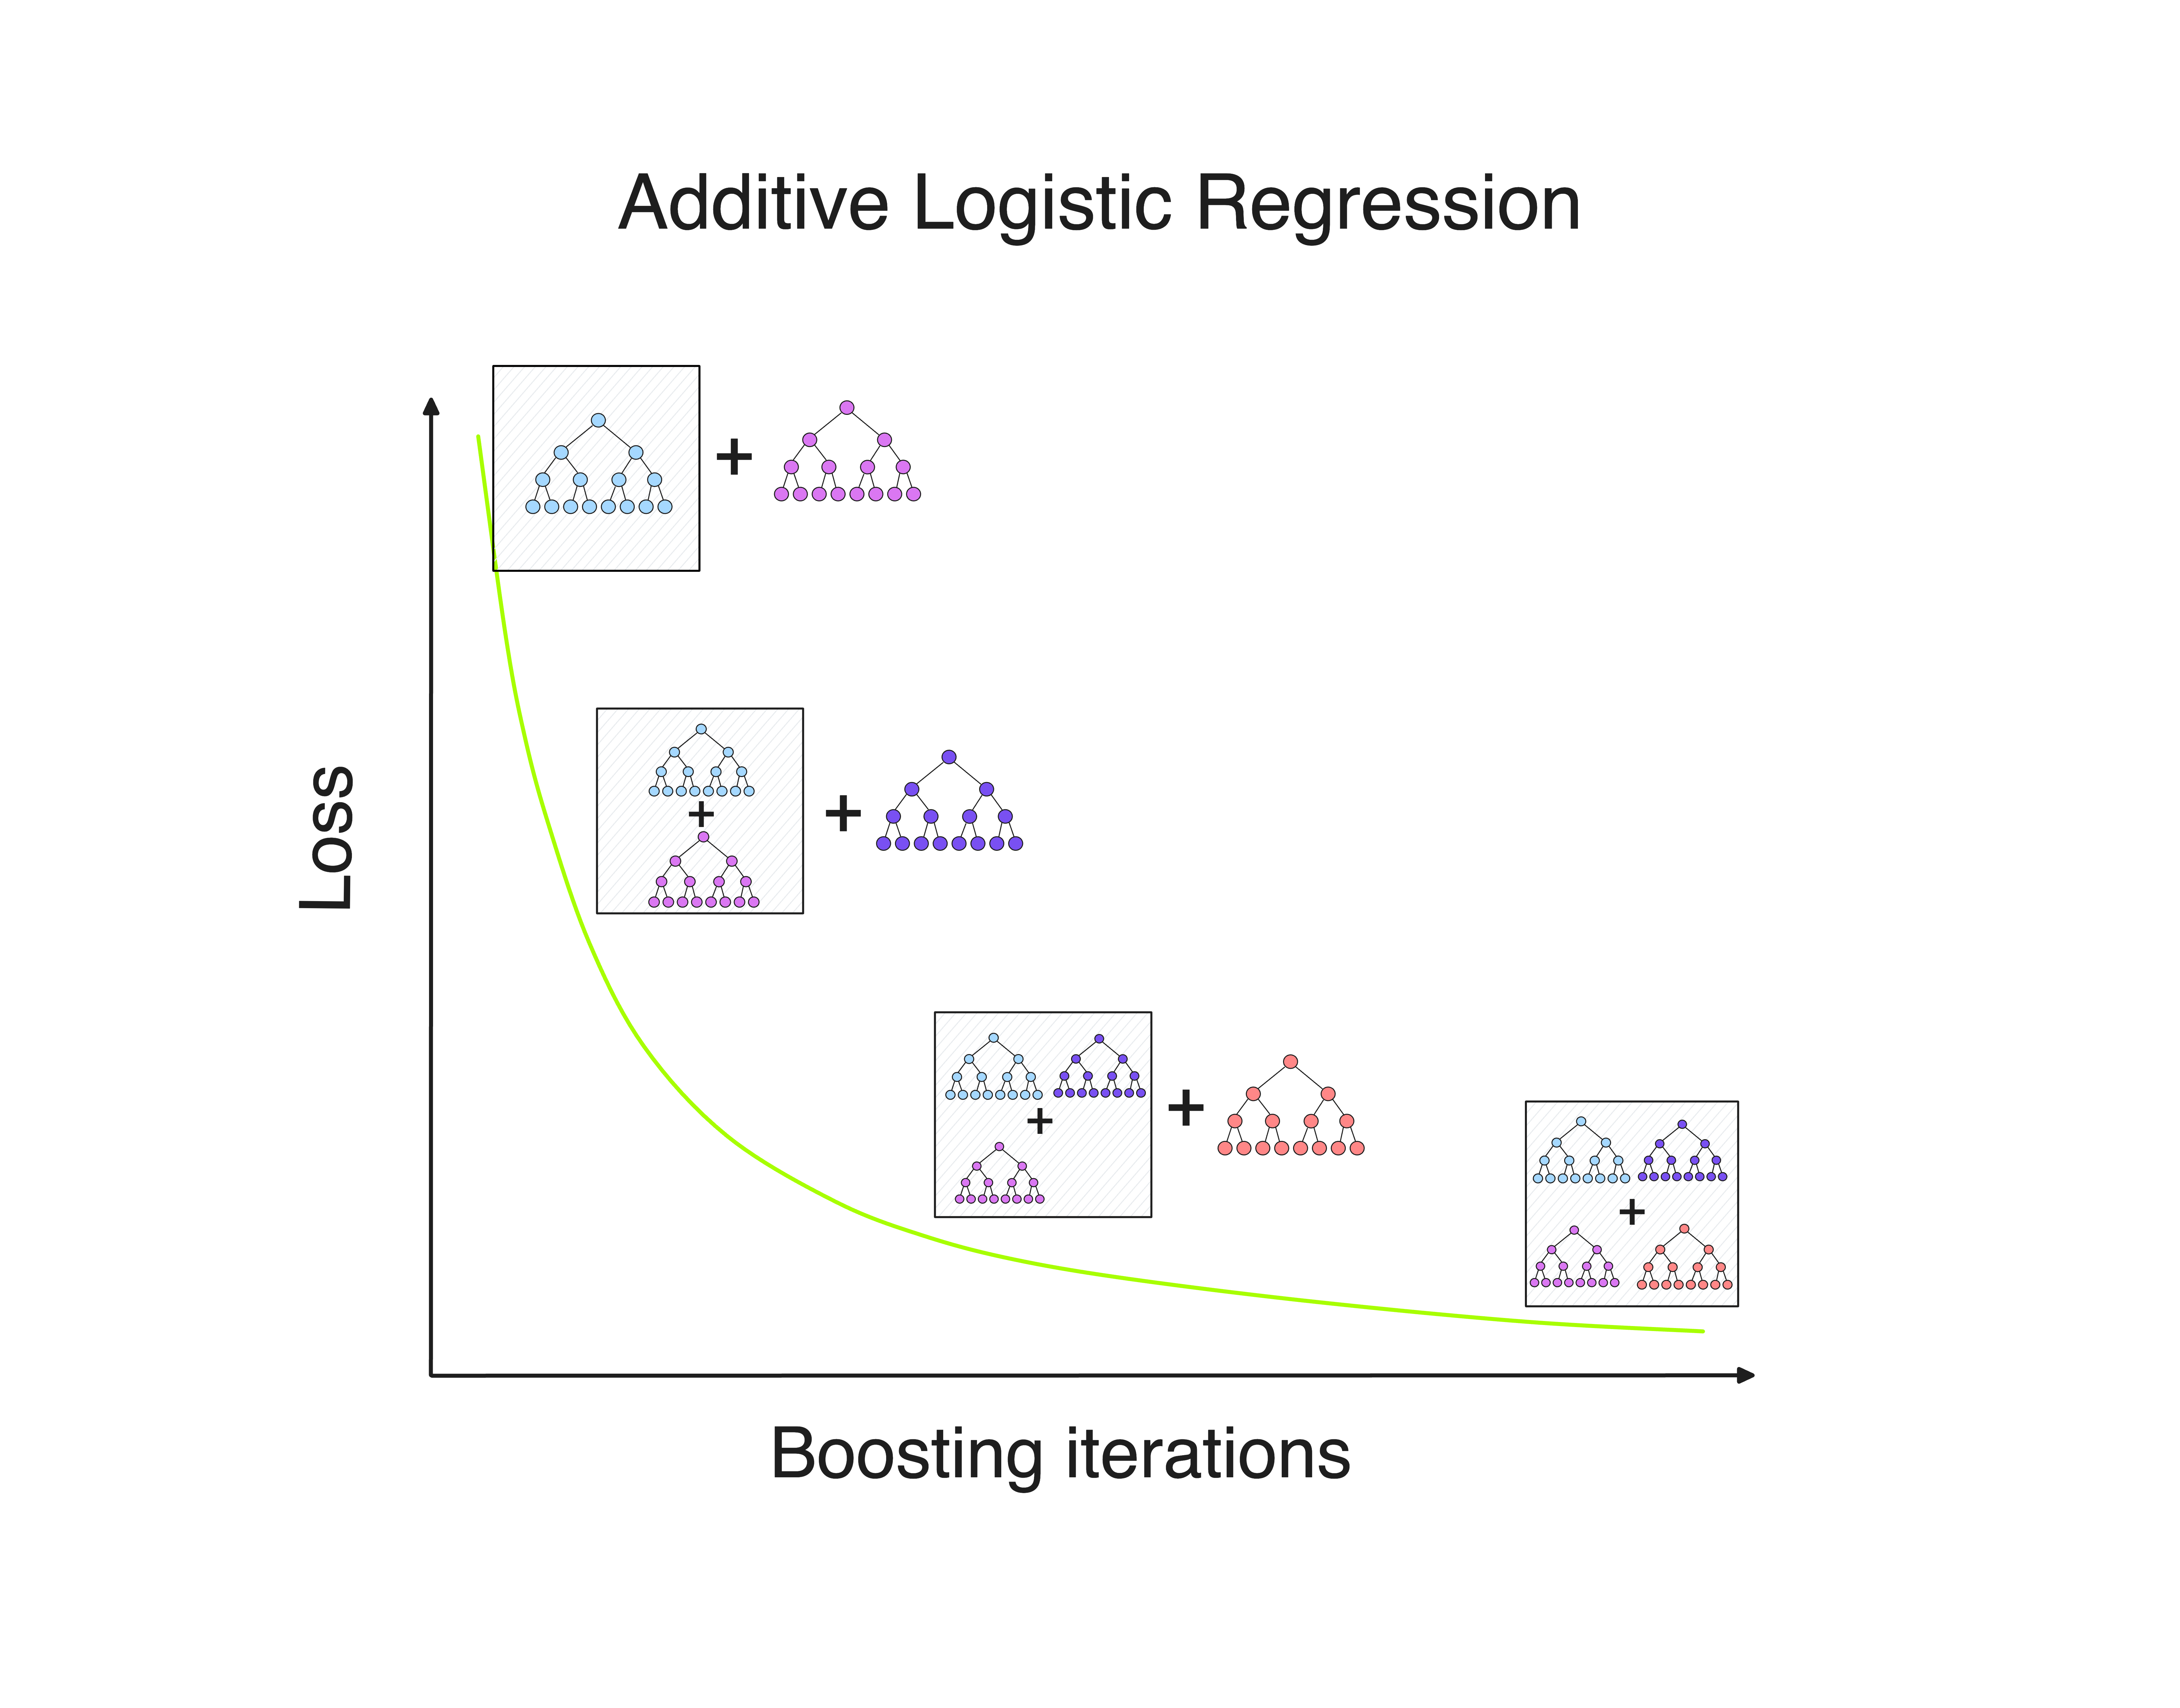 Additive Logistic Regression
+
+
+
+
+
+
Loss
Boosting iterations